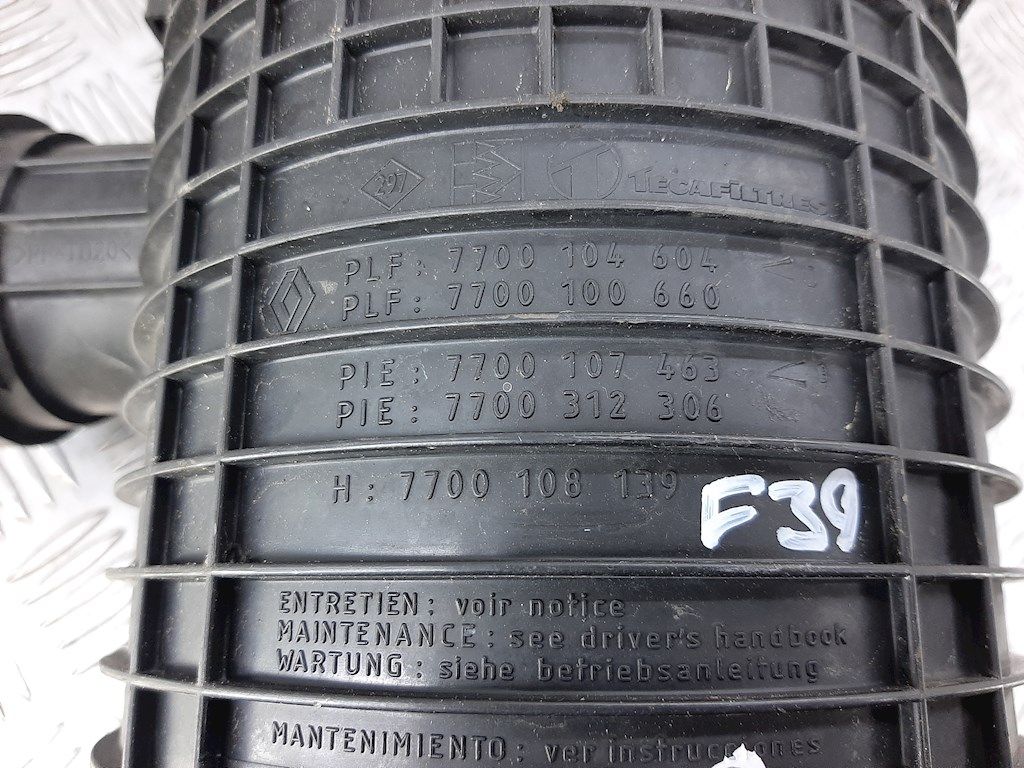 297 TECAFILTRES
PLF: 7700 104 604
PLF: 7700 100 660
PIE: 7700 107 463
PIE: 7700 312 306
H: 7700 108 139
F39
ENTRETIEN: voir notice
MAINTENANCE: see driver's handbook
WARTUNG: siehe betriebsanleitung
MANTENIMIENTO: ver instrucciones